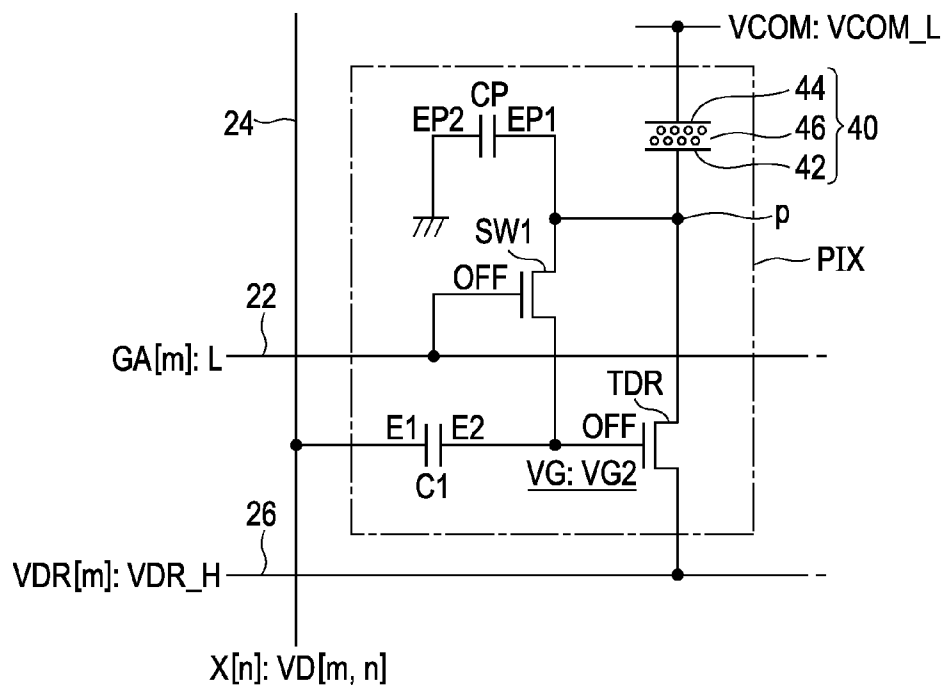 VCOM: VCOM_L
24
CP
EP2
EP1
44
46
42
40
p
SW1
OFF
PIX
22
GA[m]: L
TDR
E1
E2
OFF
C1
VG: VG2
26
VDR[m]: VDR_H
X[n]: VD[m, n]